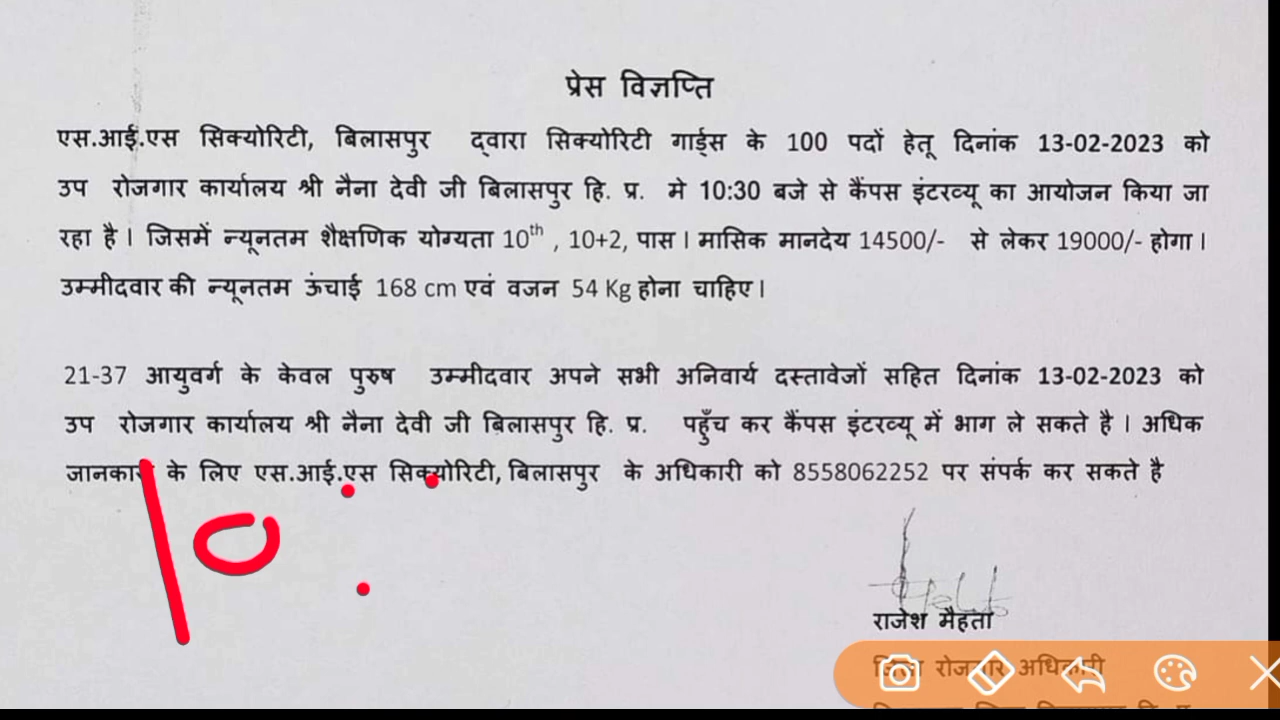 प्रेस विज्ञप्ति
एस.आई.एस सिक्योरिटी, बिलासपुर द्वारा सिक्योरिटी गार्ड्स के 100 पदों हेतू दिनांक 13-02-2023 को
उप रोजगार कार्यालय श्री नैना देवी जी बिलासपुर हि. प्र. मे 10:30 बजे से कैंपस इंटरव्यू का आयोजन किया जा
रहा है । जिसमें न्यूनतम शैक्षणिक योग्यता 10th , 10+2, पास । मासिक मानदेय 14500/- से लेकर 19000/- होगा ।
उम्मीदवार की न्यूनतम ऊंचाई 168 cm एवं वजन 54 Kg होना चाहिए ।
21-37 आयुवर्ग के केवल पुरुष उम्मीदवार अपने सभी अनिवार्य दस्तावेजों सहित दिनांक 13-02-2023 को
उप रोजगार कार्यालय श्री नैना देवी जी बिलासपुर हि. प्र. पहुँच कर कैंपस इंटरव्यू में भाग ले सकते है । अधिक
जानकारी के लिए एस.आई.एस सिक्योरिटी, बिलासपुर के अधिकारी को 8558062252 पर संपर्क कर सकते है
10:
राजेश मैहता
जिला रोजगार अधिकारी